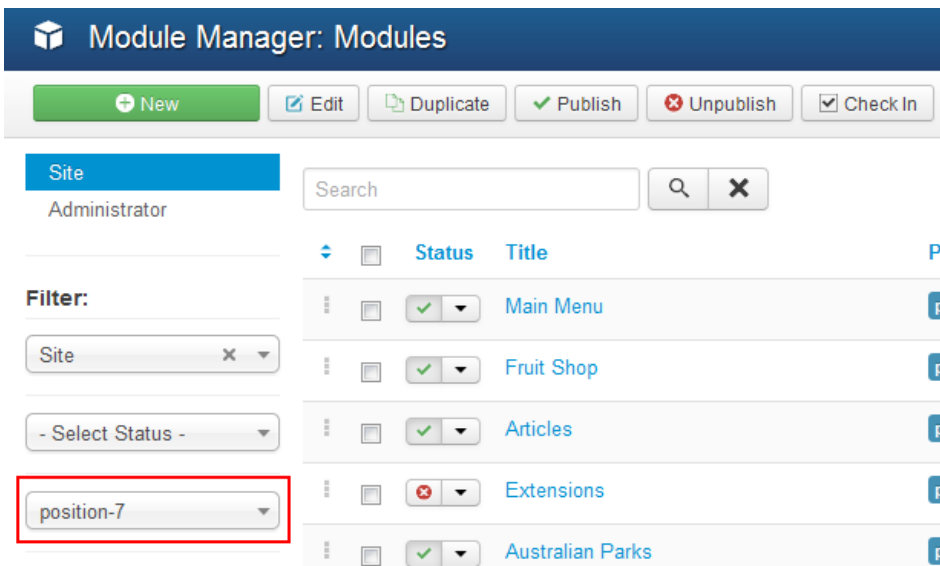 Module Manager: Modules
New Edit Duplicate Publish Unpublish Check In
Site
Administrator
Search
Status Title P
Filter:
Site
- Select Status -
position-7
Main Menu p
Fruit Shop p
Articles p
Extensions p
Australian Parks p